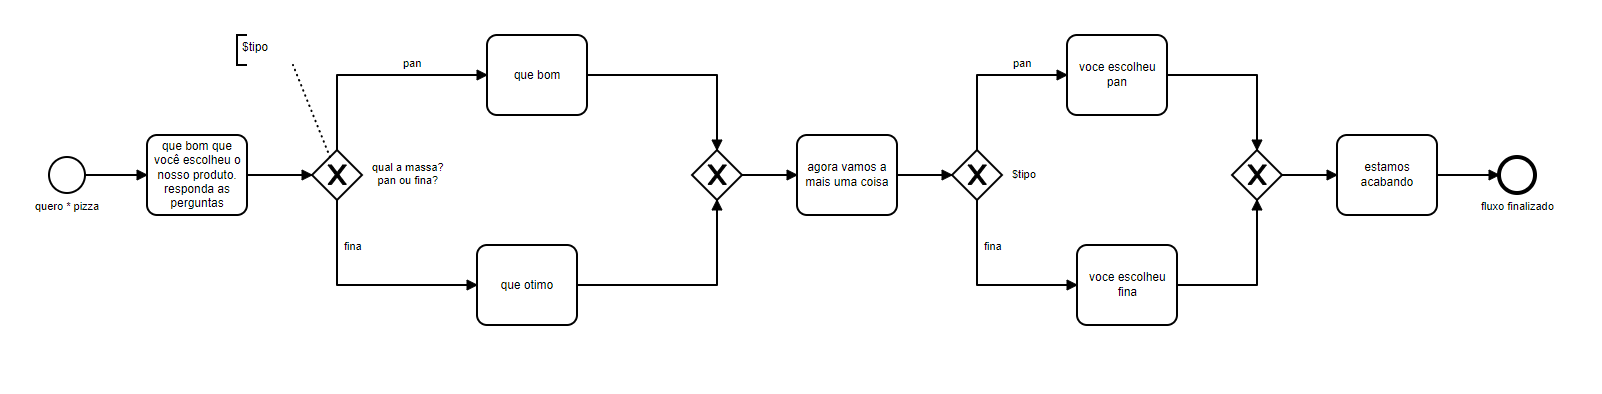 $tipo
pan
que bom
pan
voce escolheu
pan
quero * pizza
que bom que
você escolheu o
nosso produto.
responda as
perguntas
qual a massa?
pan ou fina?
agora vamos a
mais uma coisa
$tipo
estamos
acabando
fluxo finalizado
fina
que otimo
fina
voce escolheu
fina